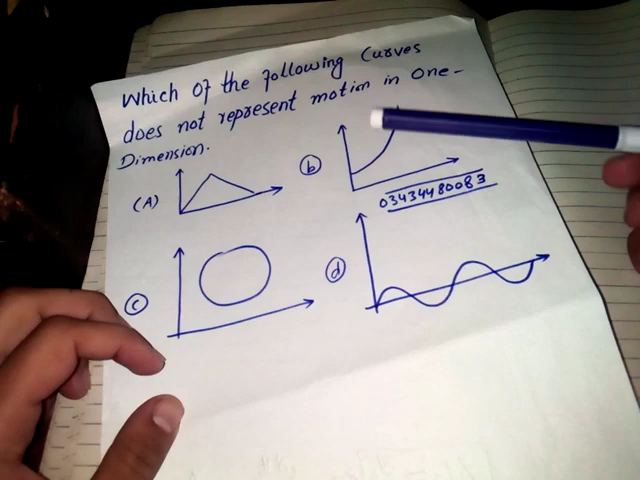 Which of the following Curves
does not represent motion in One-
Dimension.
(A)
(b)
03434480083
(c)
(d)